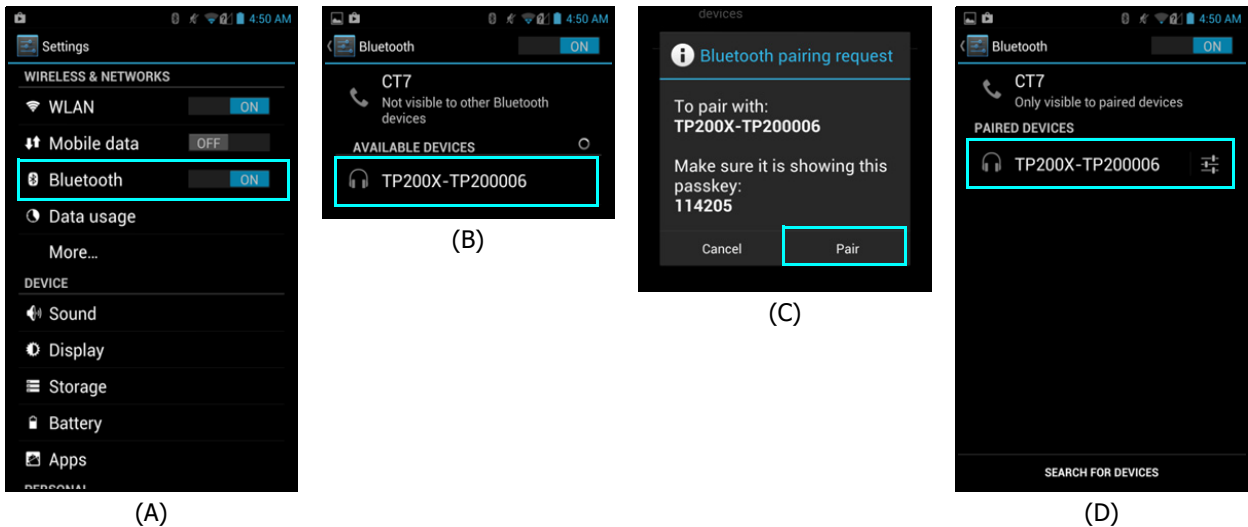 4:50 AM
Settings
WIRELESS & NETWORKS
WLAN ON
Mobile data OFF
Bluetooth ON
Data usage
More...
DEVICE
Sound
Display
Storage
Battery
Apps
PERSONAL
(A)
4:50 AM
Bluetooth ON
CT7
Not visible to other Bluetooth
devices
AVAILABLE DEVICES
TP200X-TP200006
(B)
devices
Bluetooth pairing request
To pair with:
TP200X-TP200006
Make sure it is showing this
passkey:
114205
Cancel Pair
(C)
4:50 AM
Bluetooth ON
CT7
Only visible to paired devices
PAIRED DEVICES
TP200X-TP200006
SEARCH FOR DEVICES
(D)